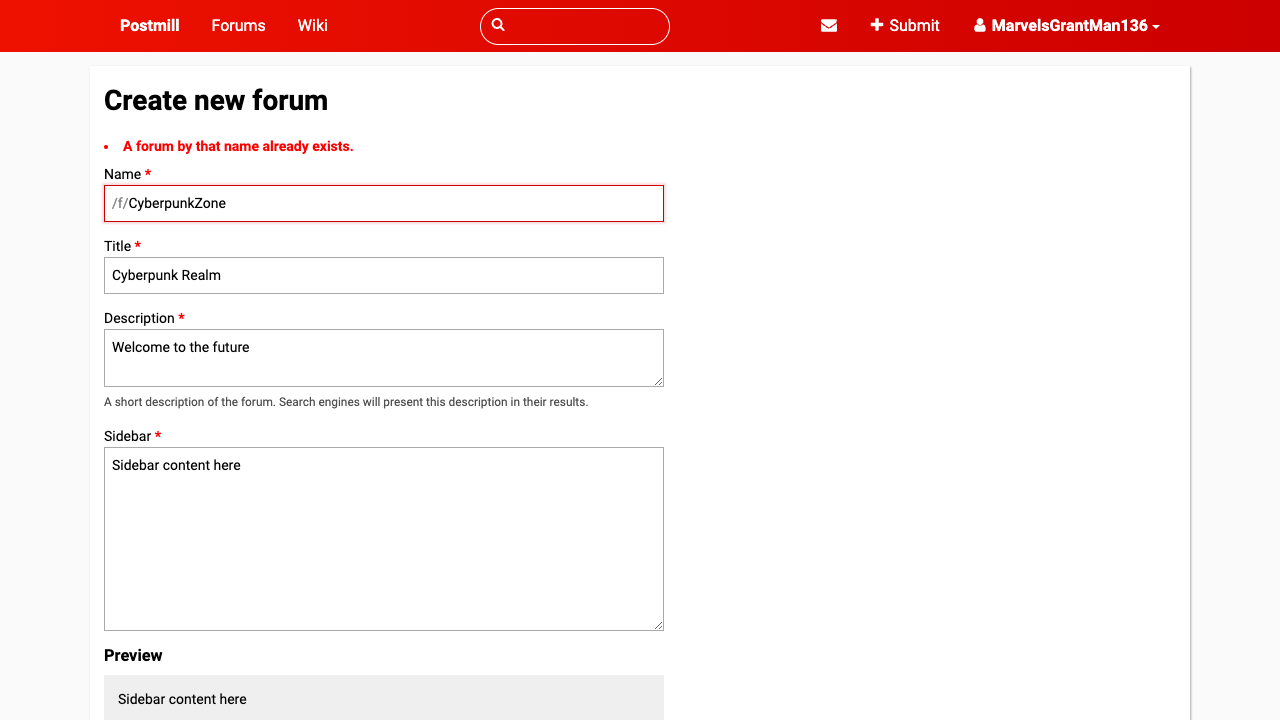 Postmill Forums Wiki Submit MarvelsGrantMan136
Create new forum
• A forum by that name already exists.
Name *
/f/CyberpunkZone
Title *
Cyberpunk Realm
Description *
Welcome to the future
A short description of the forum. Search engines will present this description in their results.
Sidebar *
Sidebar content here
Preview
Sidebar content here